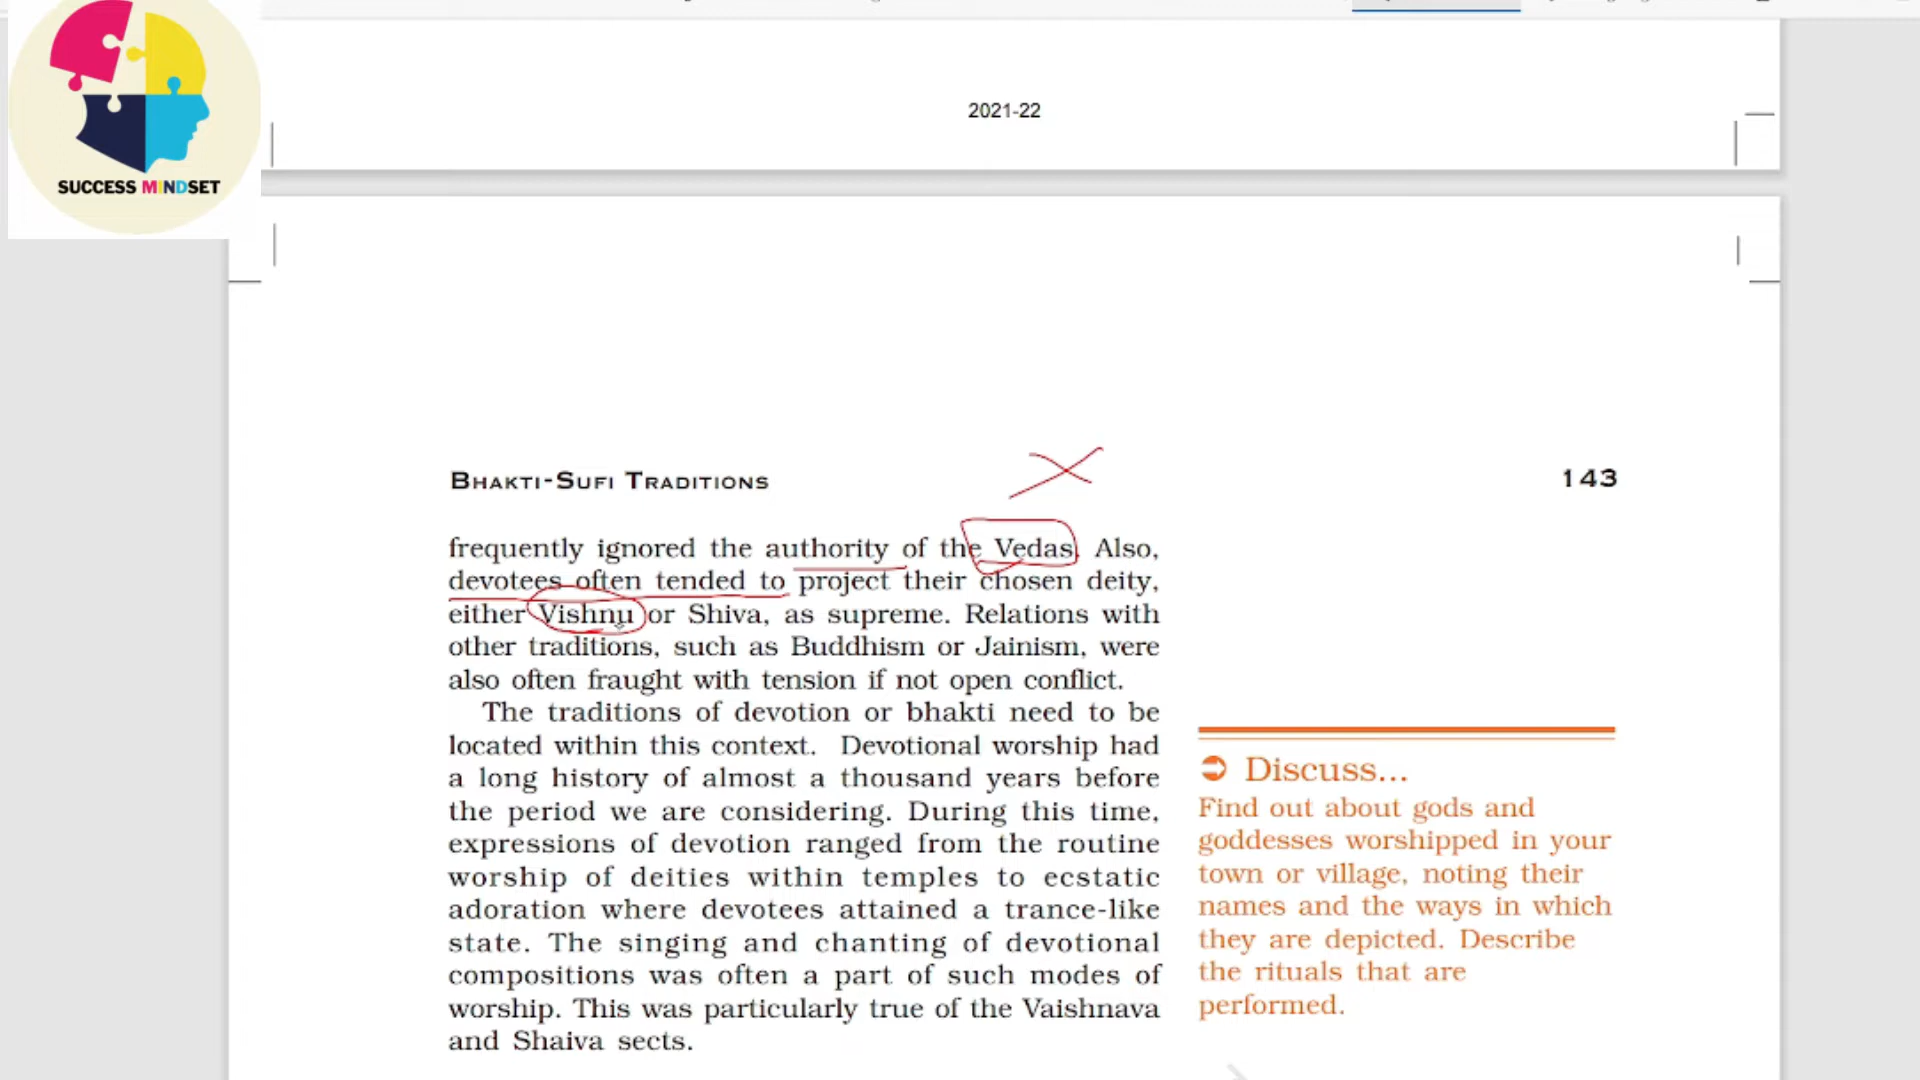 SUCCESS MINDSET
2021-22
BHAKTI-SUFI TRADITIONS
143
frequently ignored the authority of the Vedas. Also,
devotees often tended to project their chosen deity,
either Vishnu or Shiva, as supreme. Relations with
other traditions, such as Buddhism or Jainism, were
also often fraught with tension if not open conflict.
The traditions of devotion or bhakti need to be
located within this context. Devotional worship had
a long history of almost a thousand years before
the period we are considering. During this time,
expressions of devotion ranged from the routine
worship of deities within temples to ecstatic
adoration where devotees attained a trance-like
state. The singing and chanting of devotional
compositions was often a part of such modes of
worship. This was particularly true of the Vaishnava
and Shaiva sects.
Discuss...
Find out about gods and
goddesses worshipped in your
town or village, noting their
names and the ways in which
they are depicted. Describe
the rituals that are
performed.